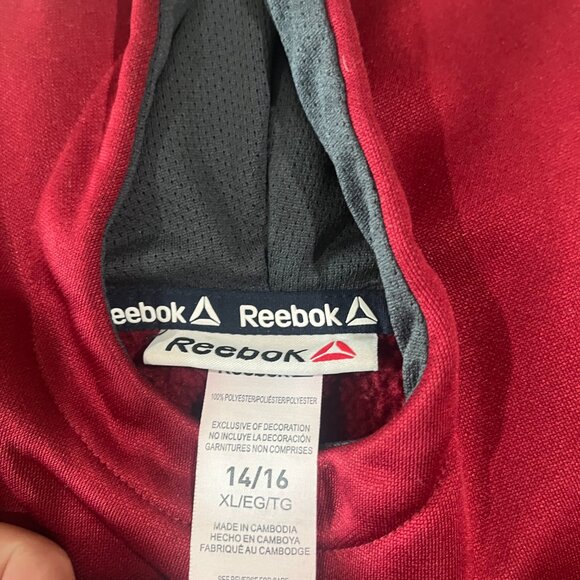 eebok Reebok
Reebok
Reebok
100% POLYESTER/POLIÉSTER/POLYESTER
EXCLUSIVE OF DECORATION
NO INCLUYE LA DECORACIÓN
GARNITURES NON COMPRISES
14/16
XL/EG/TG
MADE IN CAMBODIA
HECHO EN CAMBOYA
FABRIQUÉ AU CAMBODGE